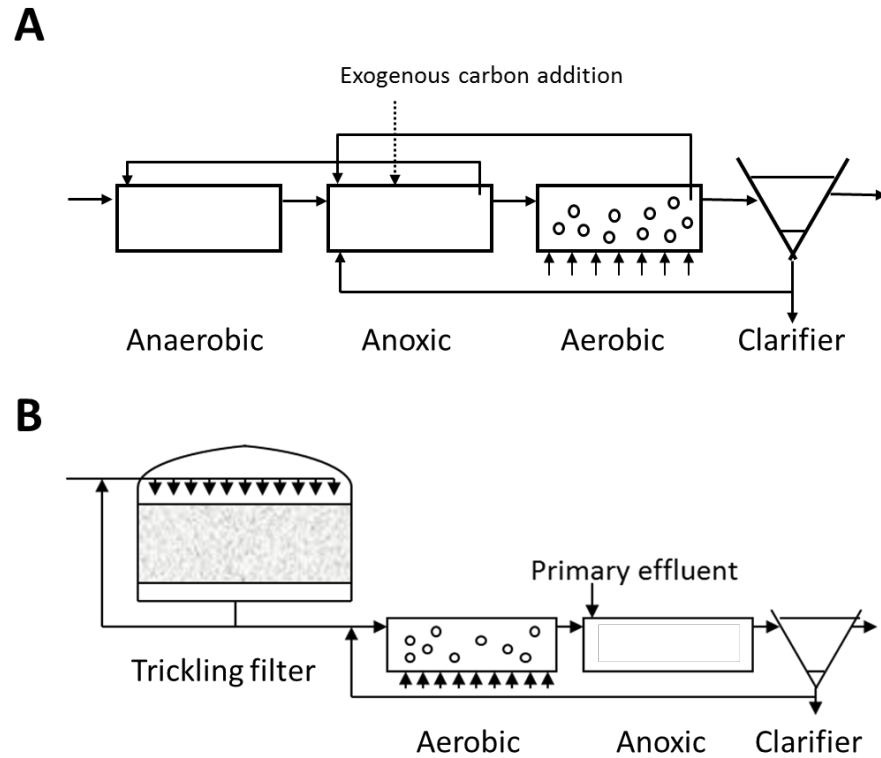 A
Exogenous carbon addition
Anaerobic
Anoxic
Aerobic
Clarifier
B
Primary effluent
Trickling filter
Aerobic
Anoxic
Clarifier